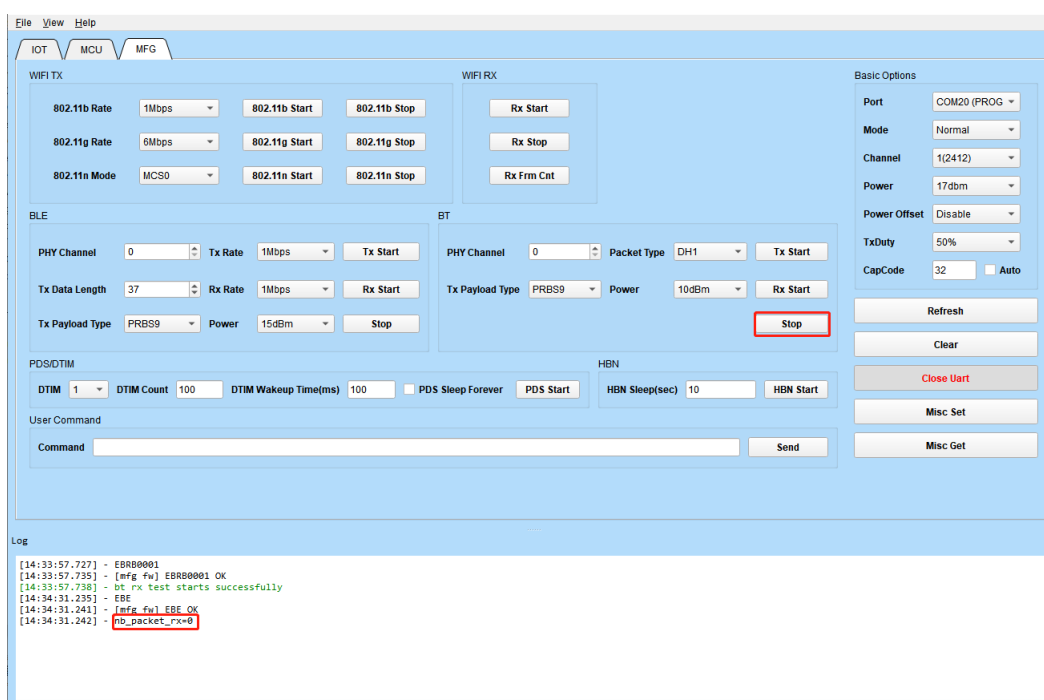 File View Help
IOT MCU MFG
WIFI TX WIFI RX Basic Options
802.11b Rate 1Mbps 802.11b Start 802.11b Stop Rx Start Port COM20 (PROG
802.11g Rate 6Mbps 802.11g Start 802.11g Stop Rx Stop Mode Normal
Channel 1(2412)
802.11n Mode MCS0 802.11n Start 802.11n Stop Rx Frm Cnt Power 17dbm
BLE BT Power Offset Disable
TxDuty 50%
PHY Channel 0 Tx Rate 1Mbps Tx Start PHY Channel 0 Packet Type DH1 Tx Start
CapCode 32 Auto
Tx Data Length 37 Rx Rate 1Mbps Rx Start Tx Payload Type PRBS9 Power 10dBm Rx Start
Refresh
Tx Payload Type PRBS9 Power 15dBm Stop Stop
Clear
PDS/DTIM HBN
Close Uart
DTIM 1 DTIM Count 100 DTIM Wakeup Time(ms) 100 PDS Sleep Forever PDS Start HBN Sleep(sec) 10 HBN Start
Misc Set
User Command
Command Send Misc Get
Log
[14:33:57.727] - EBRB0001
[14:33:57.735] - [mfg fw] EBRB0001 OK
[14:33:57.738] - bt rx test starts successfully
[14:34:31.235] - EBE
[14:34:31.241] - [mfg fw] EBE OK
[14:34:31.242] - nb_packet_rx=0